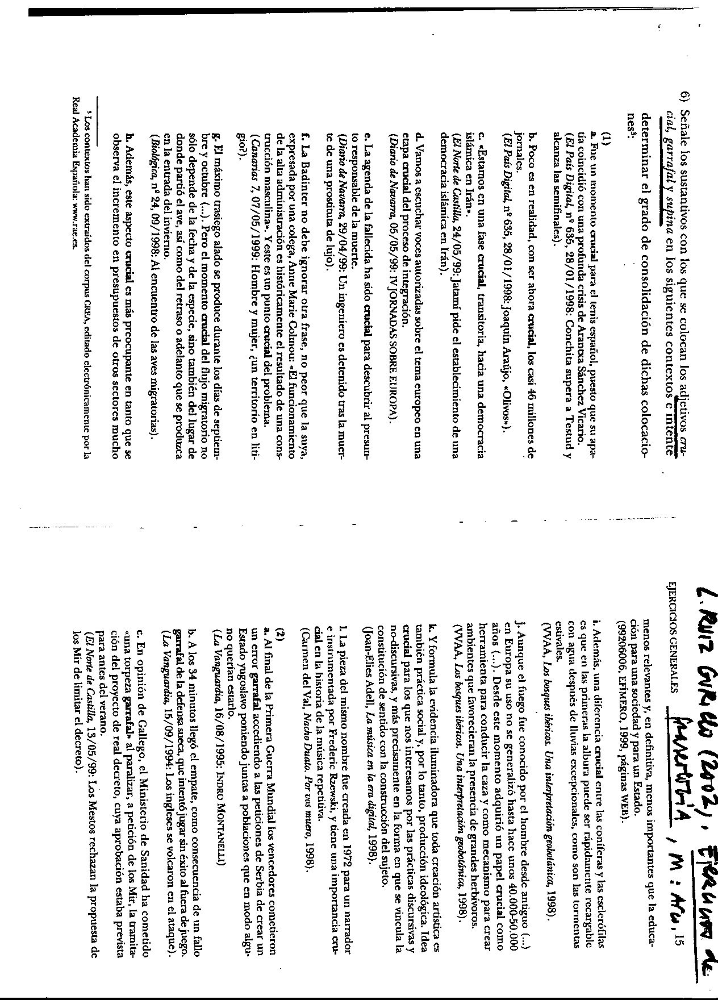 6) Señale los sustantivos con los que se colocan los adjetivos cru-
cial, garrafal y supina en los siguientes contextos e intente
determinar el grado de consolidación de dichas colocacio-
nes³:
(1)
a. Fue un momento crucial para el tenis español, puesto que su apa-
tía coincidió con una profunda crisis de Arantxa Sánchez Vicario.
(El País Digital, nº 635, 28/01/1998: Conchita supera a Testud y
alcanza las semifinales).
b. Poco es en realidad, con ser ahora crucial, los casi 46 millones de
jornales.
(El País Digital, nº 635, 28/01/1998: Joaquín Araújo, «Olivos»).
c. «Estamos en una fase crucial, transitoria, hacia una democracia
islámica en Irán».
(El Norte de Castilla, 24/05/99: Jatamí pide el establecimiento de una
democracia islámica en Irán).
d. Vamos a escuchar voces autorizadas sobre el tema europeo en una
etapa crucial del proceso de integración.
(Diario de Navarra, 05/05/99: IV JORNADAS SOBRE EUROPA).
e. La agenda de la fallecida ha sido crucial para descubrir al presun-
to responsable de la muerte.
(Diario de Navarra, 29/04/99: Un ingeniero es detenido tras la muer-
te de una prostituta de lujo).
f. La Badinter no debe ignorar otra frase, no peor que la suya,
expresada por una colega, Anne Marie Colmou: «El funcionamiento
de la alta administración es históricamente el resultado de una cons-
trucción masculina». Y este es un punto crucial del problema.
(Canarias 7, 07/05/1999: Hombre y mujer, ¿un territorio en liti-
gio?).
g. El máximo trasiego alado se produce durante los días de septiem-
bre y octubre (...). Pero el momento crucial del flujo migratorio no
sólo depende de la fecha y de la especie, sino también del lugar de
donde partió el ave, así como del retraso o adelanto que se produzca
en la entrada del invierno.
(Biológica, nº 24, 09/1998: Al encuentro de las aves migratorias).
h. Además, este aspecto crucial es más preocupante en tanto que se
observa el incremento en presupuestos de otros sectores mucho
³ Los contextos han sido extraídos del corpus CREA, editado electrónicamente por la
Real Academia Española: www.rae.es.
L. RUIZ GURILLO (2002), EJERCICIOS de
fraseología, M: Arco,
EJERCICIOS GENERALES 15
menos relevantes y, en definitiva, menos importantes que la educa-
ción para una sociedad y para un Estado.
(99206006, EFÍMERO, 1999, páginas WEB).
i. Además, una diferencia crucial entre las coníferas y las esclerófilas
es que en las primeras la albura puede ser rápidamente recargable
con agua después de lluvias excepcionales, como son las tormentas
estivales.
(VVAA, Los bosques ibéricos. Una interpretación geobotánica, 1998).
j. Aunque el fuego fue conocido por el hombre desde antiguo (...)
en Europa su uso no se generalizó hasta hace unos 40.000-50.000
años (...). Desde este momento adquirió un papel crucial como
herramienta para conducir la caza y como mecanismo para crear
ambientes que favorecieran la presencia de grandes herbívoros.
(VVAA, Los bosques ibéricos. Una interpretación geobotánica, 1998).
k. Y formula la evidencia iluminadora que toda creación artística es
también práctica social y, por lo tanto, producción ideológica. Idea
crucial para los que nos interesamos por las prácticas discursivas y
no-discursivas, y más precisamente en la forma en que se vincula la
constitución de sentido con la construcción del sujeto.
(Joan-Elies Adell, La música en la era digital, 1998).
l. La pieza del mismo nombre fue creada en 1972 para un narrador
e instrumentada por Frederic Rzewski, y tiene una importancia cru-
cial en la historia de la música repetitiva.
(Carmen del Val, Nacho Duato. Por vos muero, 1998).
(2)
a. Al final de la Primera Guerra Mundial los vencedores cometieron
un error garrafal accediendo a las peticiones de Serbia de crear un
Estado yugoslavo poniendo juntas a poblaciones que en modo algu-
no querían estarlo.
(La Vanguardia, 16/08/1995: INDRO MONTANELLI)
b. A los 34 minutos llegó el empate, como consecuencia de un fallo
garrafal de la defensa sueca, que intentó jugar sin éxito al fuera de juego.
(La Vanguardia, 15/09/1994: Los ingleses se volcaron en el ataque).
c. En opinión de Gallego, el Ministerio de Sanidad ha cometido
«una torpeza garrafal» al paralizar, a petición de los Mir, la tramita-
ción del proyecto de real decreto, cuya aprobación estaba prevista
para antes del verano.
(El Norte de Castilla, 13/05/99: Los Mestos rechazan la propuesta de
los Mir de limitar el decreto).